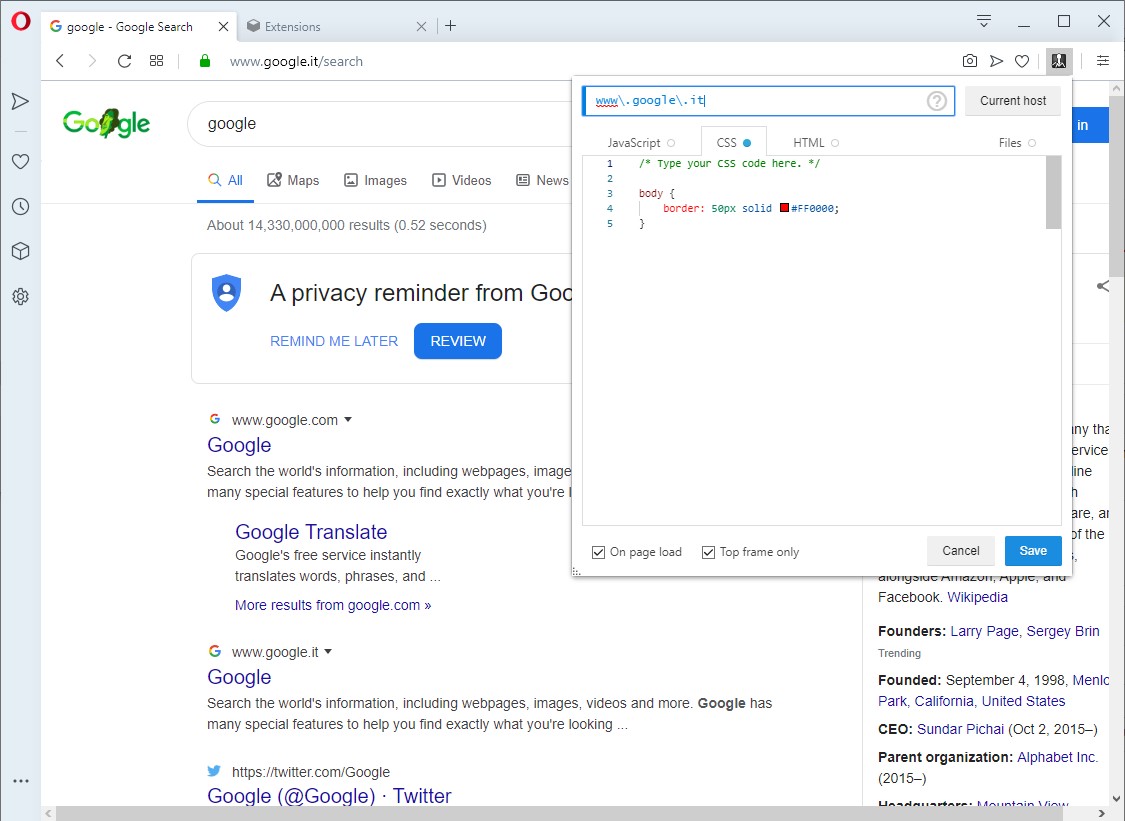 google - Google Search
Extensions
www.google.it/search
Google
google
All
Maps
Images
Videos
News
About 14,330,000,000 results (0.52 seconds)
A privacy reminder from Goo
REMIND ME LATER
REVIEW
www.google.com
Google
Search the world's information, including webpages, image
many special features to help you find exactly what you're l
Google Translate
Google's free service instantly
translates words, phrases, and ...
More results from google.com »
www.google.it
Google
Search the world's information, including webpages, images, videos and more. Google has
many special features to help you find exactly what you're looking ...
https://twitter.com/Google
Google (@Google) · Twitter
www\.google\.it
?
Current host
JavaScript
CSS
HTML
Files
1 /* Type your CSS code here. */
2
3 body {
4 border: 50px solid #FF0000;
5 }
On page load
Top frame only
Cancel
Save
in
ny tha
ervice
line
h
are, an
of the
s,
alongside Amazon, Apple, and
Facebook. Wikipedia
Founders: Larry Page, Sergey Brin
Trending
Founded: September 4, 1998, Menlo
Park, California, United States
CEO: Sundar Pichai (Oct 2, 2015–)
Parent organization: Alphabet Inc.
(2015–)
Headquarters: Mountain View